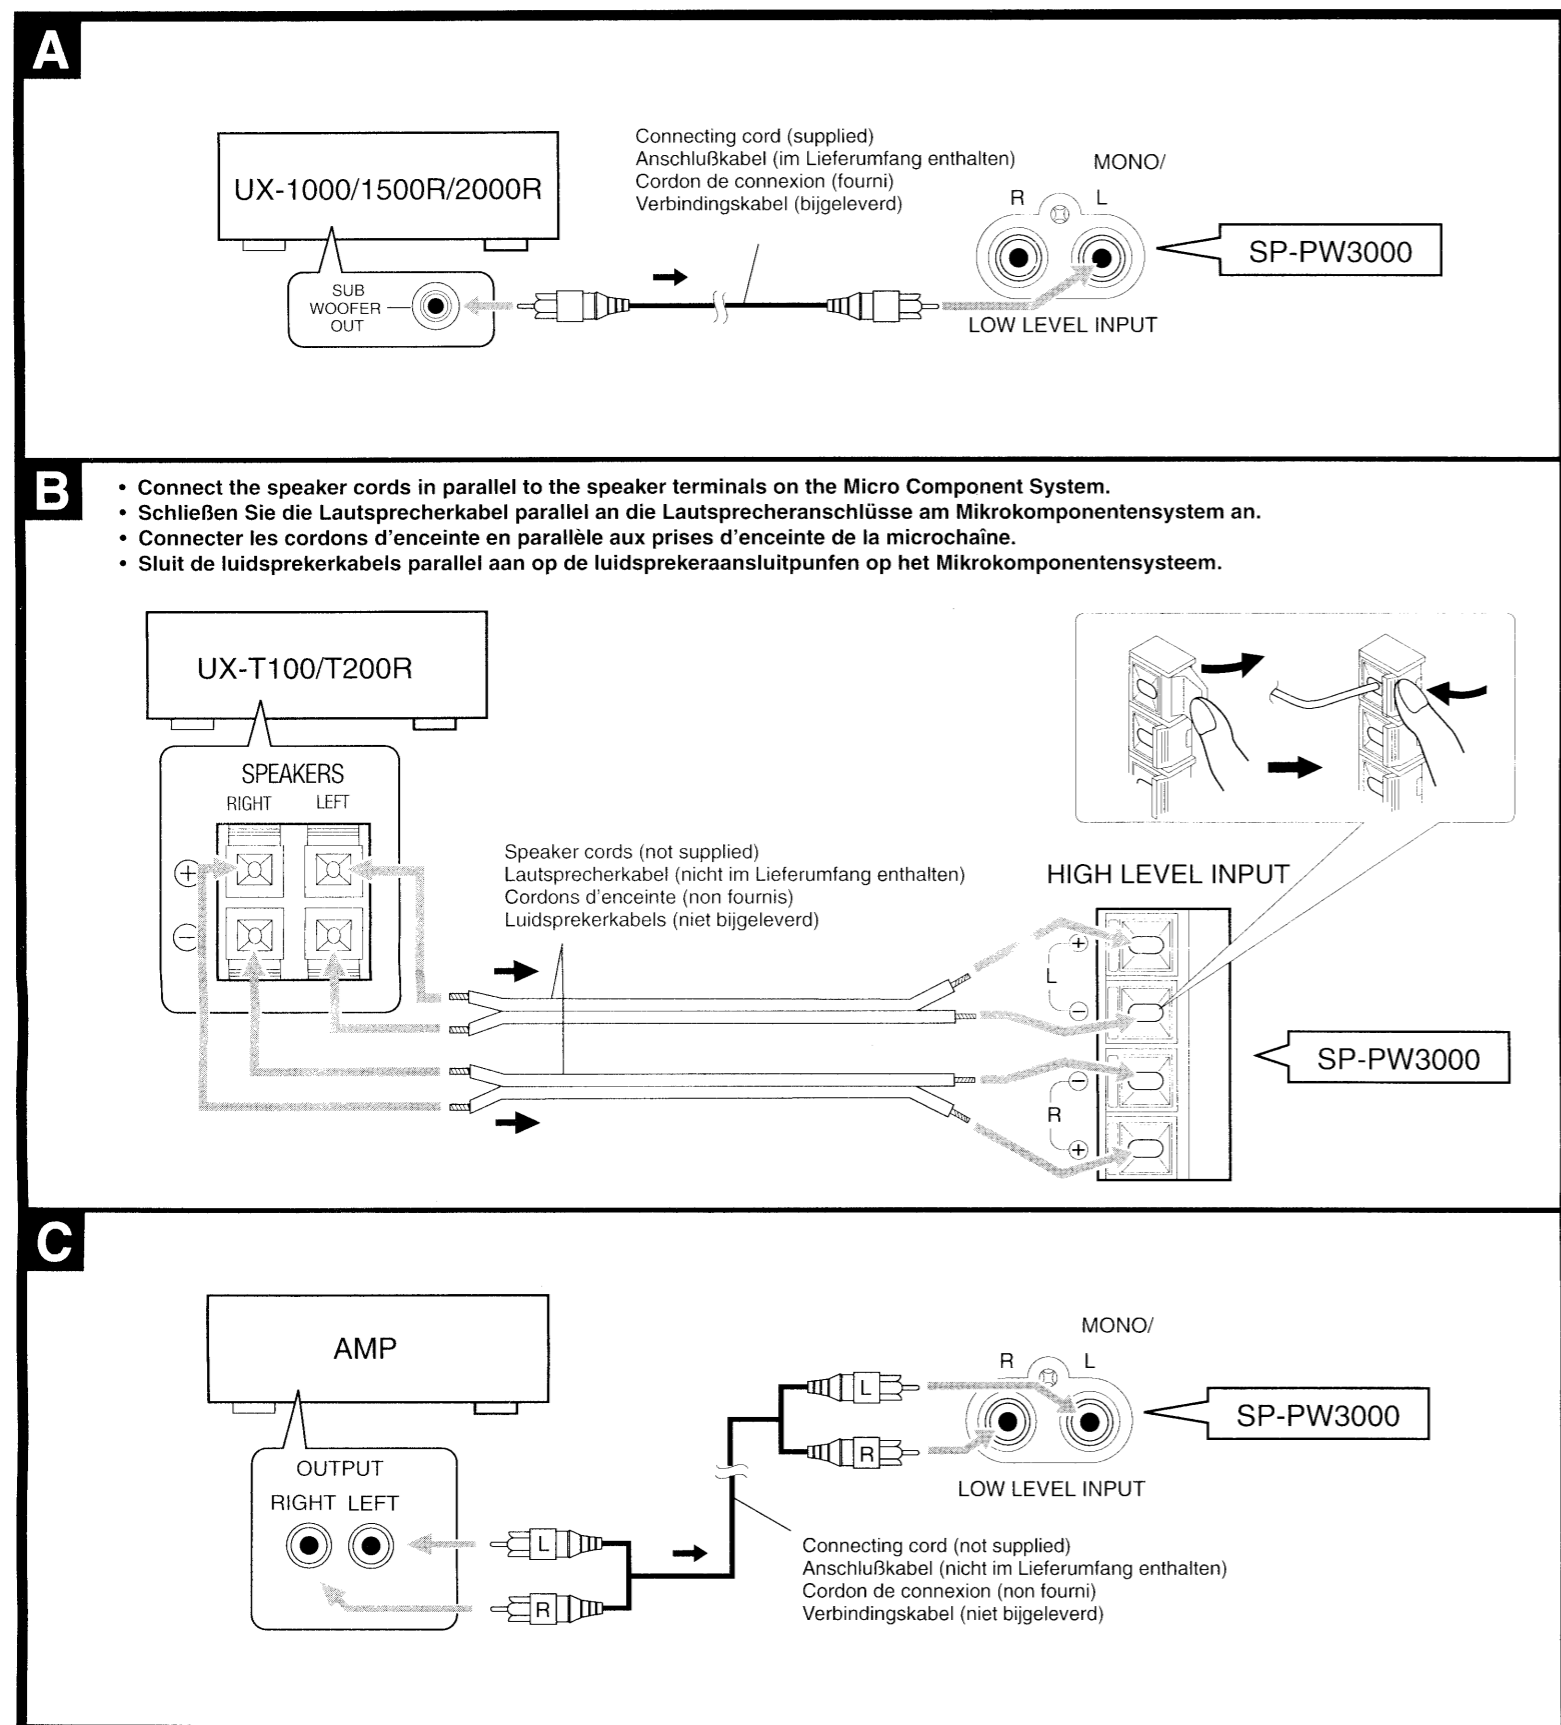 A
UX-1000/1500R/2000R
SUB
WOOFER
OUT
Connecting cord (supplied)
Anschlußkabel (im Lieferumfang enthalten)
Cordon de connexion (fourni)
Verbindingskabel (bijgeleverd)
MONO/
R L
LOW LEVEL INPUT
SP-PW3000
B
• Connect the speaker cords in parallel to the speaker terminals on the Micro Component System.
• Schließen Sie die Lautsprecherkabel parallel an die Lautsprecheranschlüsse am Mikrokomponentensystem an.
• Connecter les cordons d'enceinte en parallèle aux prises d'enceinte de la microchaîne.
• Sluit de luidsprekerkabels parallel aan op de luidsprekeraansluitpunfen op het Mikrokomponentensysteem.
UX-T100/T200R
SPEAKERS
RIGHT LEFT
+
−
Speaker cords (not supplied)
Lautsprecherkabel (nicht im Lieferumfang enthalten)
Cordons d'enceinte (non fournis)
Luidsprekerkabels (niet bijgeleverd)
HIGH LEVEL INPUT
+
L
−
−
R
+
SP-PW3000
C
AMP
OUTPUT
RIGHT LEFT
L
R
L
R
MONO/
R L
LOW LEVEL INPUT
SP-PW3000
Connecting cord (not supplied)
Anschlußkabel (nicht im Lieferumfang enthalten)
Cordon de connexion (non fourni)
Verbindingskabel (niet bijgeleverd)